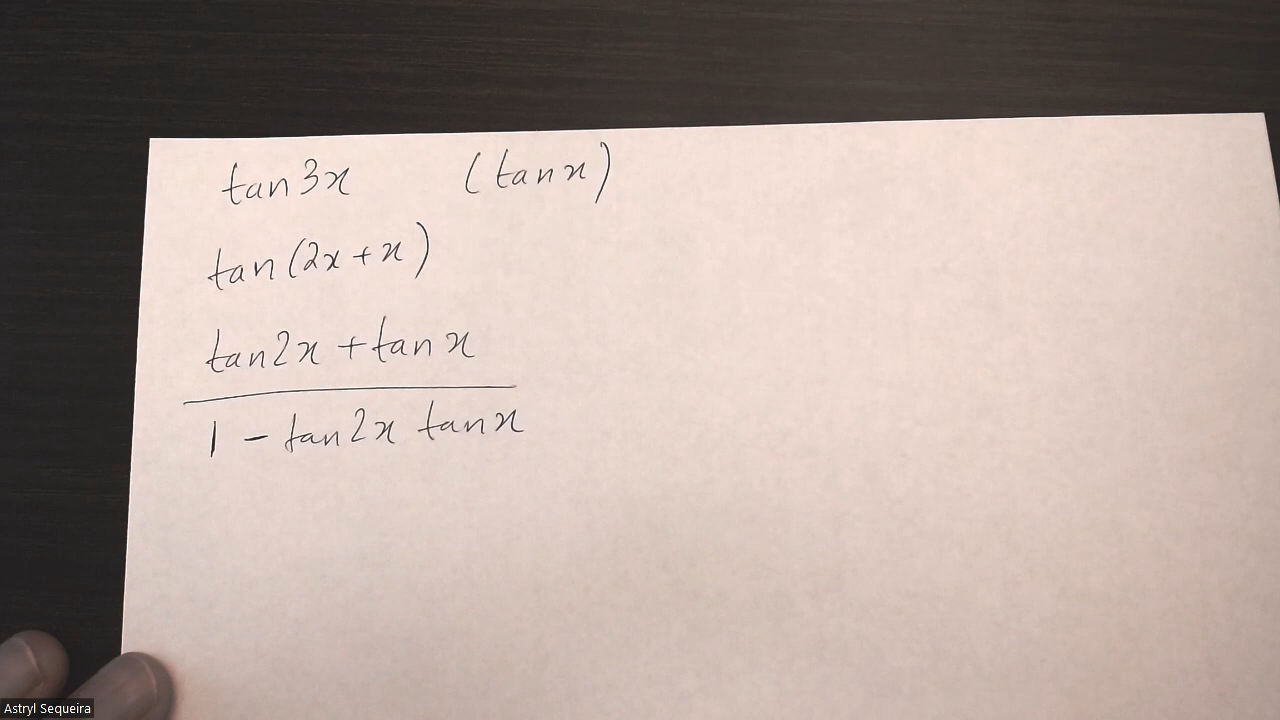 tan 3x (tan x)
tan (2x + x)
tan 2x + tan x
1 - tan 2x tan x
Astryl Sequeira